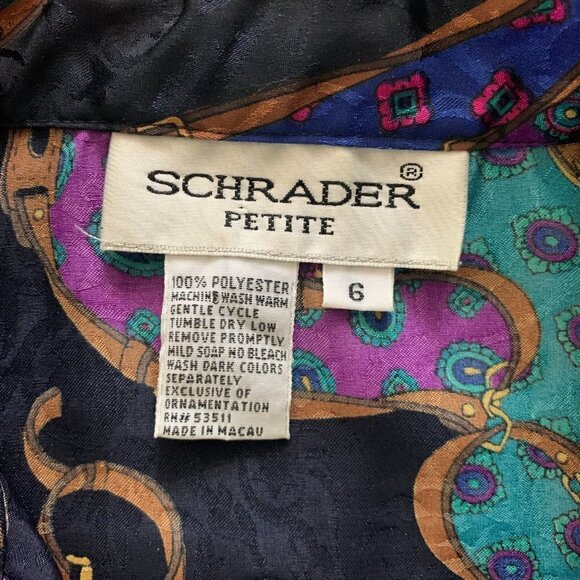 SCHRADER®
PETITE
6
100% POLYESTER
MACHINE WASH WARM
GENTLE CYCLE
TUMBLE DRY LOW
REMOVE PROMPTLY
MILD SOAP NO BLEACH
WASH DARK COLORS
SEPARATELY
EXCLUSIVE OF
ORNAMENTATION
RN# 53511
MADE IN MACAU